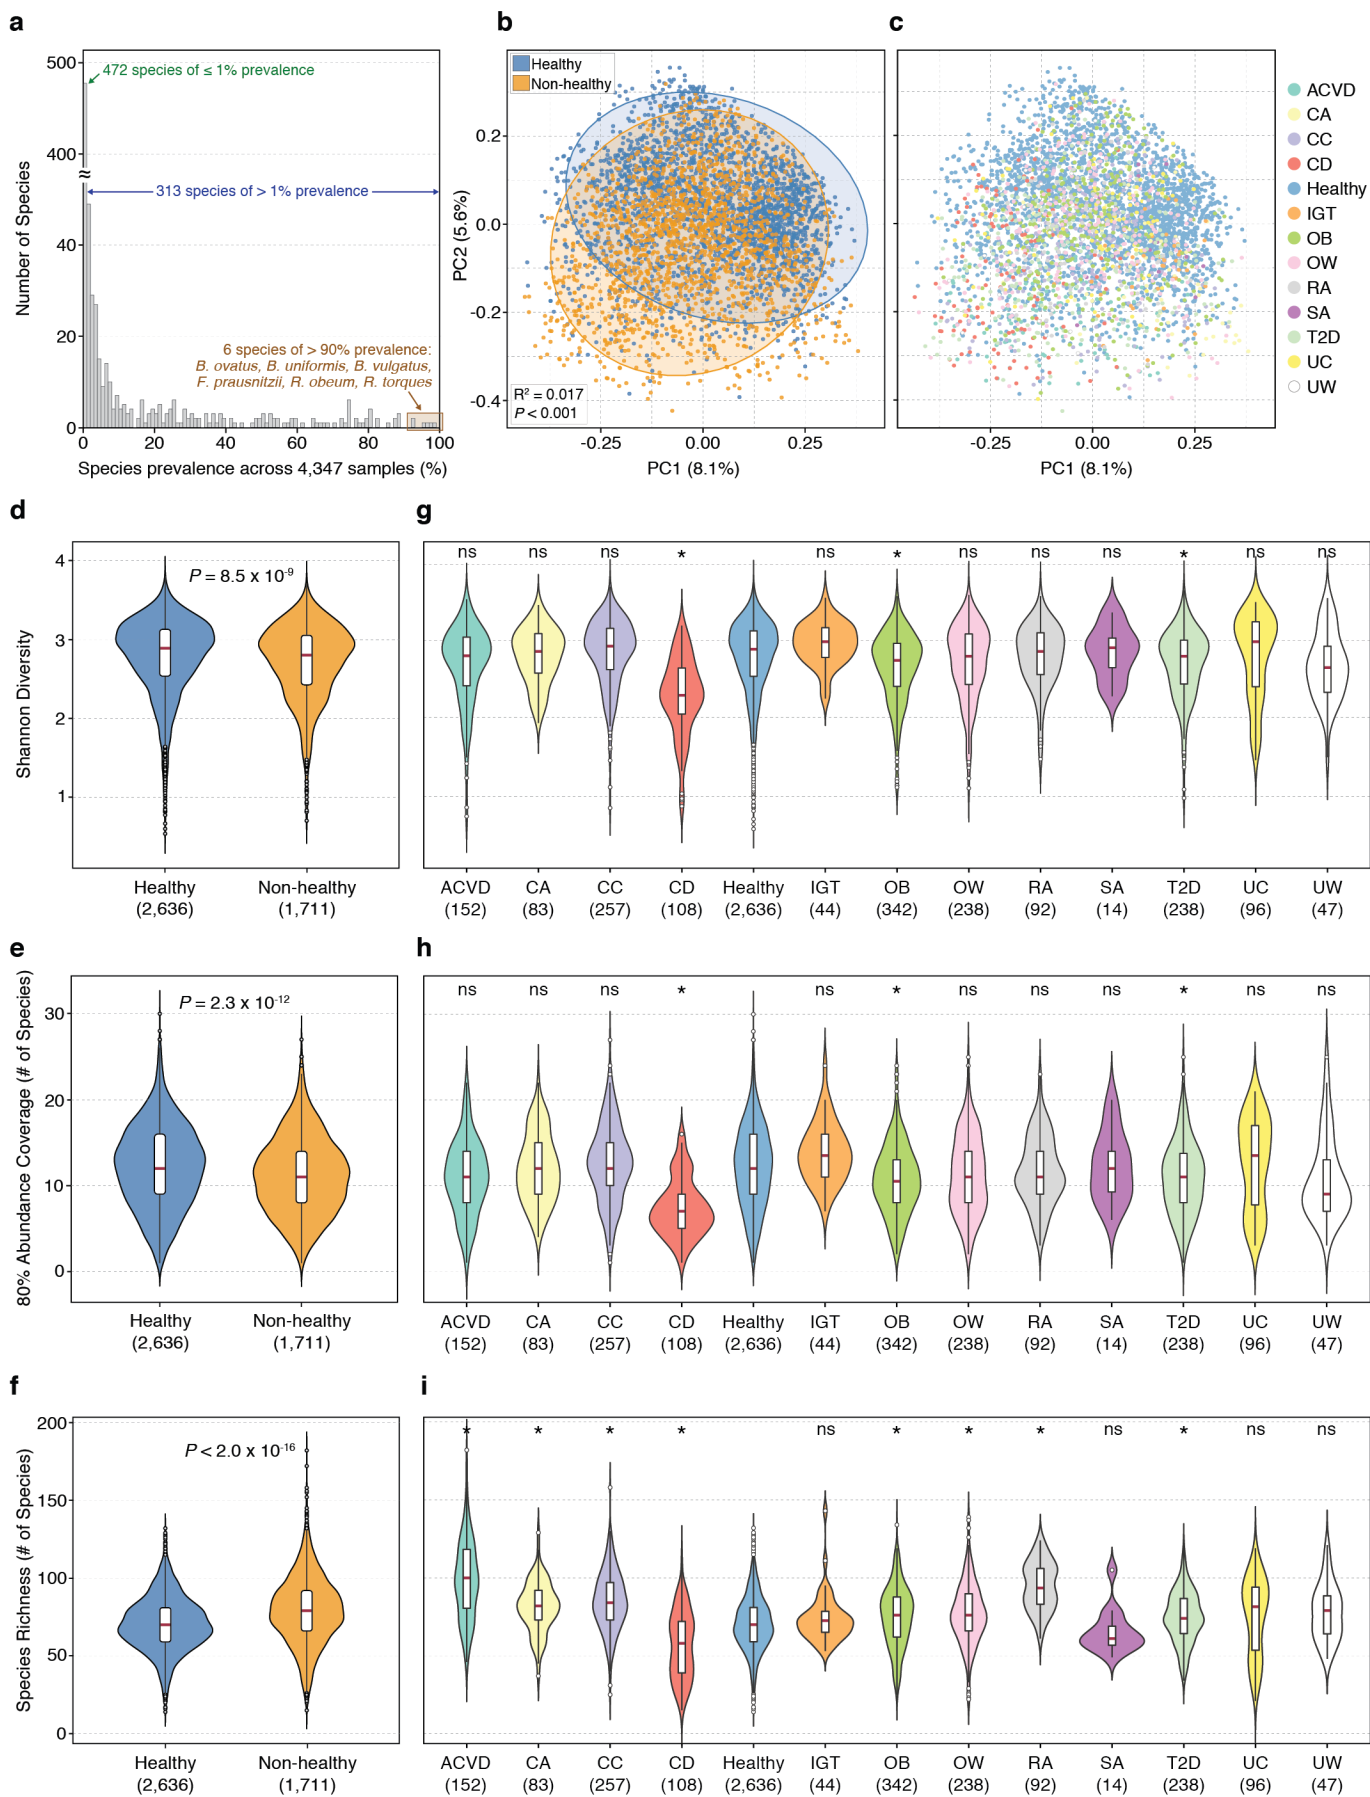 a
Number of Species
500
400
40
20
0
472 species of ≤ 1% prevalence
313 species of > 1% prevalence
6 species of > 90% prevalence:
B. ovatus, B. uniformis, B. vulgatus,
F. prausnitzii, R. obeum, R. torques
0 20 40 60 80 100
Species prevalence across 4,347 samples (%)
b
Healthy
Non-healthy
PC2 (5.6%)
0.2
0.0
-0.2
-0.4
R² = 0.017
P < 0.001
-0.25 0.00 0.25
PC1 (8.1%)
c
-0.25 0.00 0.25
PC1 (8.1%)
ACVD
CA
CC
CD
Healthy
IGT
OB
OW
RA
SA
T2D
UC
UW
d
Shannon Diversity
4
3
2
1
P = 8.5 x 10⁻⁹
Healthy Non-healthy
(2,636) (1,711)
g
ns ns ns * ns * ns ns ns * ns ns
ACVD CA CC CD Healthy IGT OB OW RA SA T2D UC UW
(152) (83) (257) (108) (2,636) (44) (342) (238) (92) (14) (238) (96) (47)
e
80% Abundance Coverage (# of Species)
30
20
10
0
P = 2.3 x 10⁻¹²
Healthy Non-healthy
(2,636) (1,711)
h
ns ns ns * ns * ns ns ns * ns ns
ACVD CA CC CD Healthy IGT OB OW RA SA T2D UC UW
(152) (83) (257) (108) (2,636) (44) (342) (238) (92) (14) (238) (96) (47)
f
Species Richness (# of Species)
200
150
100
50
0
P < 2.0 x 10⁻¹⁶
Healthy Non-healthy
(2,636) (1,711)
i
* * * * ns * * * ns * ns ns
ACVD CA CC CD Healthy IGT OB OW RA SA T2D UC UW
(152) (83) (257) (108) (2,636) (44) (342) (238) (92) (14) (238) (96) (47)